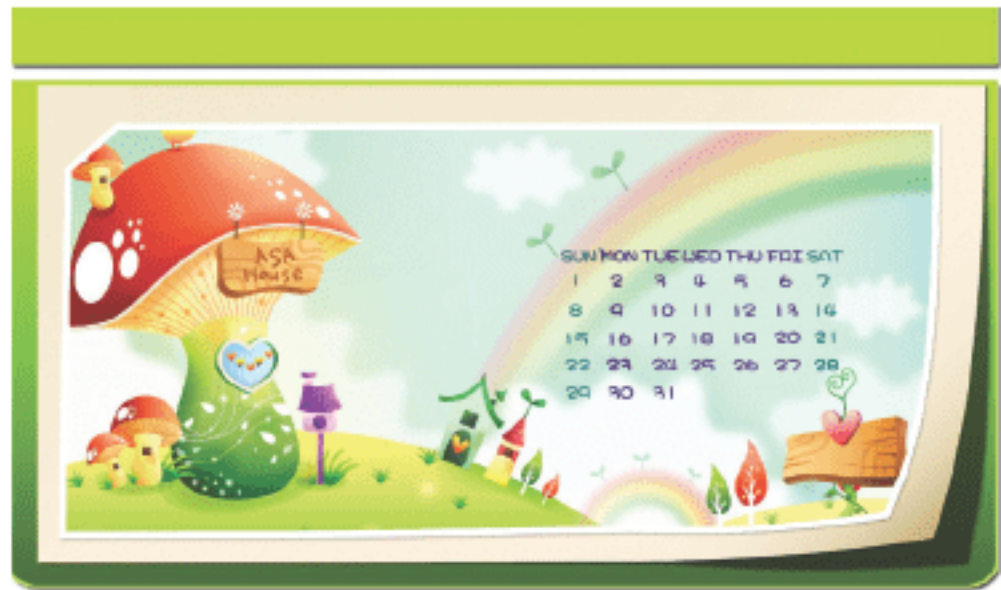 ASA
House
SUN MON TUE WED THU FRI SAT
1 2 3 4 5 6 7
8 9 10 11 12 13 14
15 16 17 18 19 20 21
22 23 24 25 26 27 28
29 30 31